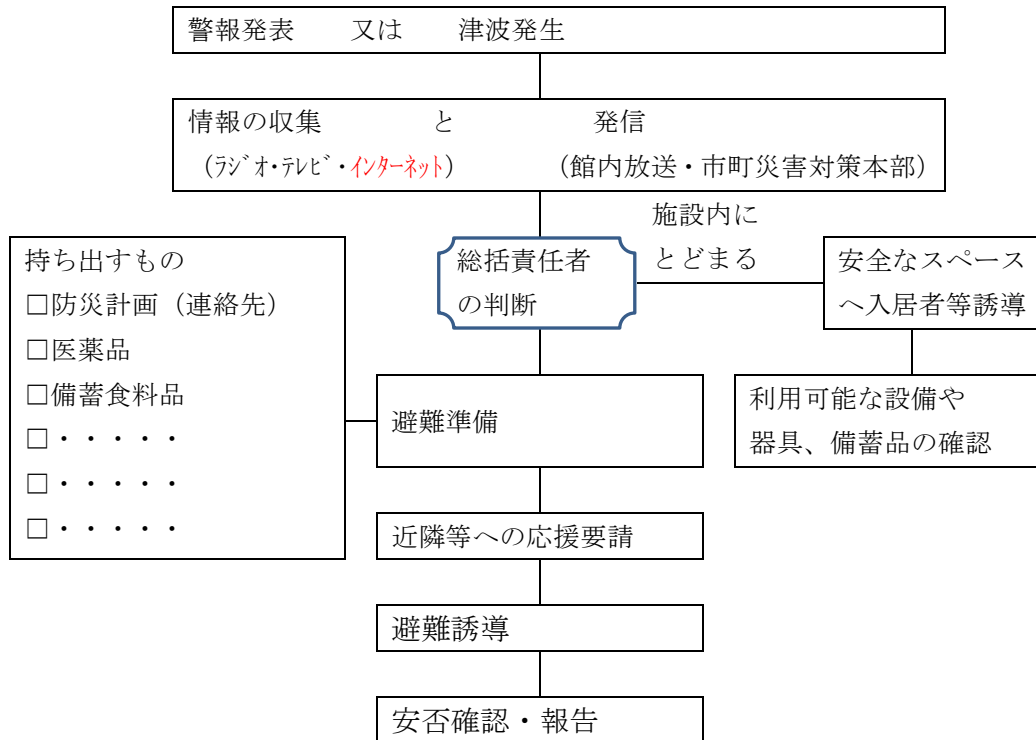 警報発表　　又は　　津波発生
情報の収集　　　　と　　　　　発信
（ﾗｼﾞｵ・ﾃﾚﾋﾞ・ｲﾝﾀｰﾈｯﾄ）　　　　（館内放送・市町災害対策本部）
施設内に
とどまる
総括責任者
の判断
安全なスペース
へ入居者等誘導
利用可能な設備や
器具、備蓄品の確認
持ち出すもの
□防災計画（連絡先）
□医薬品
□備蓄食料品
□・・・・・
□・・・・・
□・・・・・
避難準備
近隣等への応援要請
避難誘導
安否確認・報告